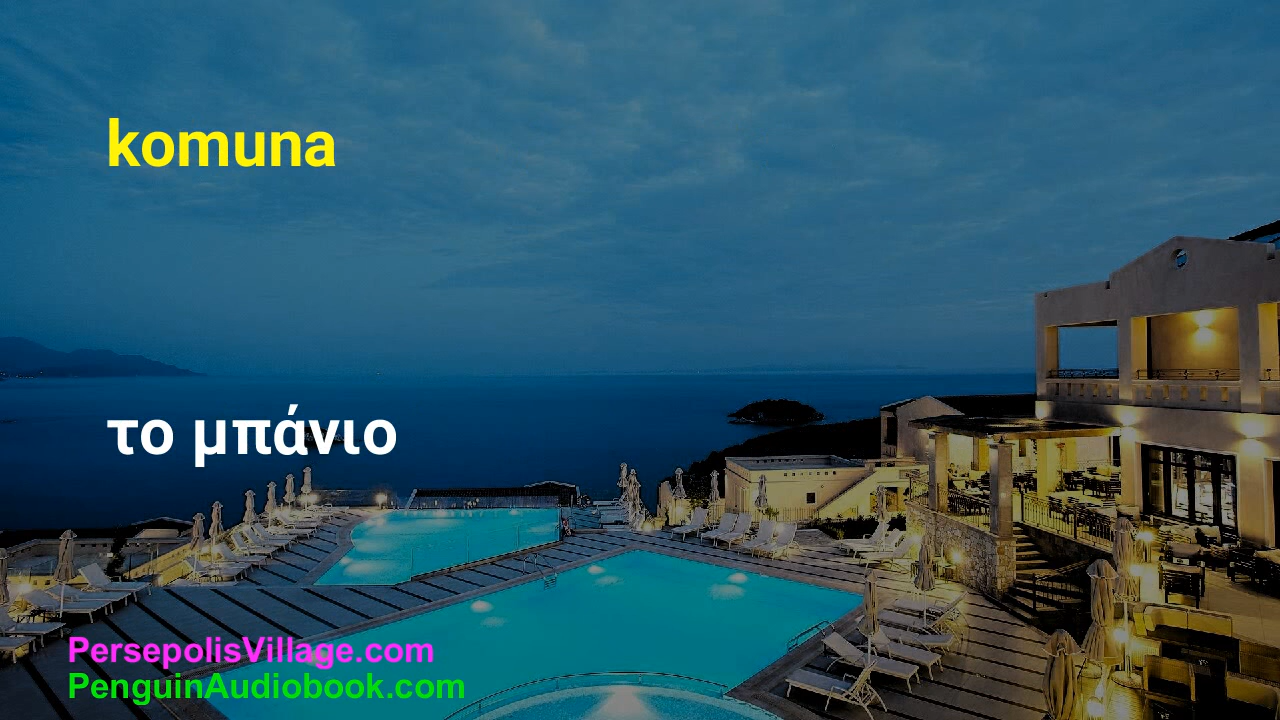 komuna
το μπάνιο
PersepolisVillage.com
PenguinAudiobook.com